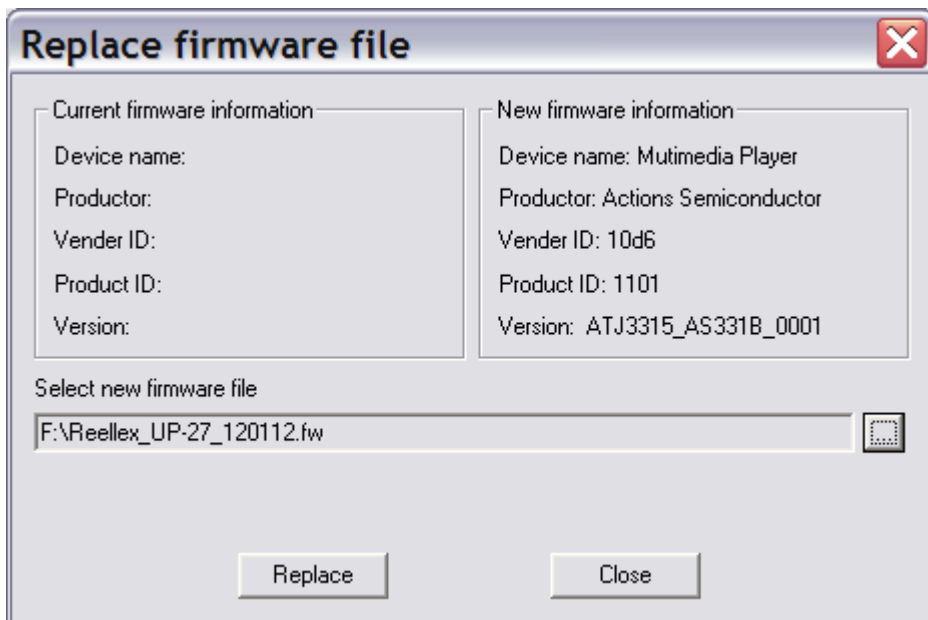 Replace firmware file
Current firmware information
Device name:
Productor:
Vender ID:
Product ID:
Version:
New firmware information
Device name: Mutimedia Player
Productor: Actions Semiconductor
Vender ID: 10d6
Product ID: 1101
Version: ATJ3315_AS331B_0001
Select new firmware file
F:\Reellex_UP-27_120112.fw
Replace
Close